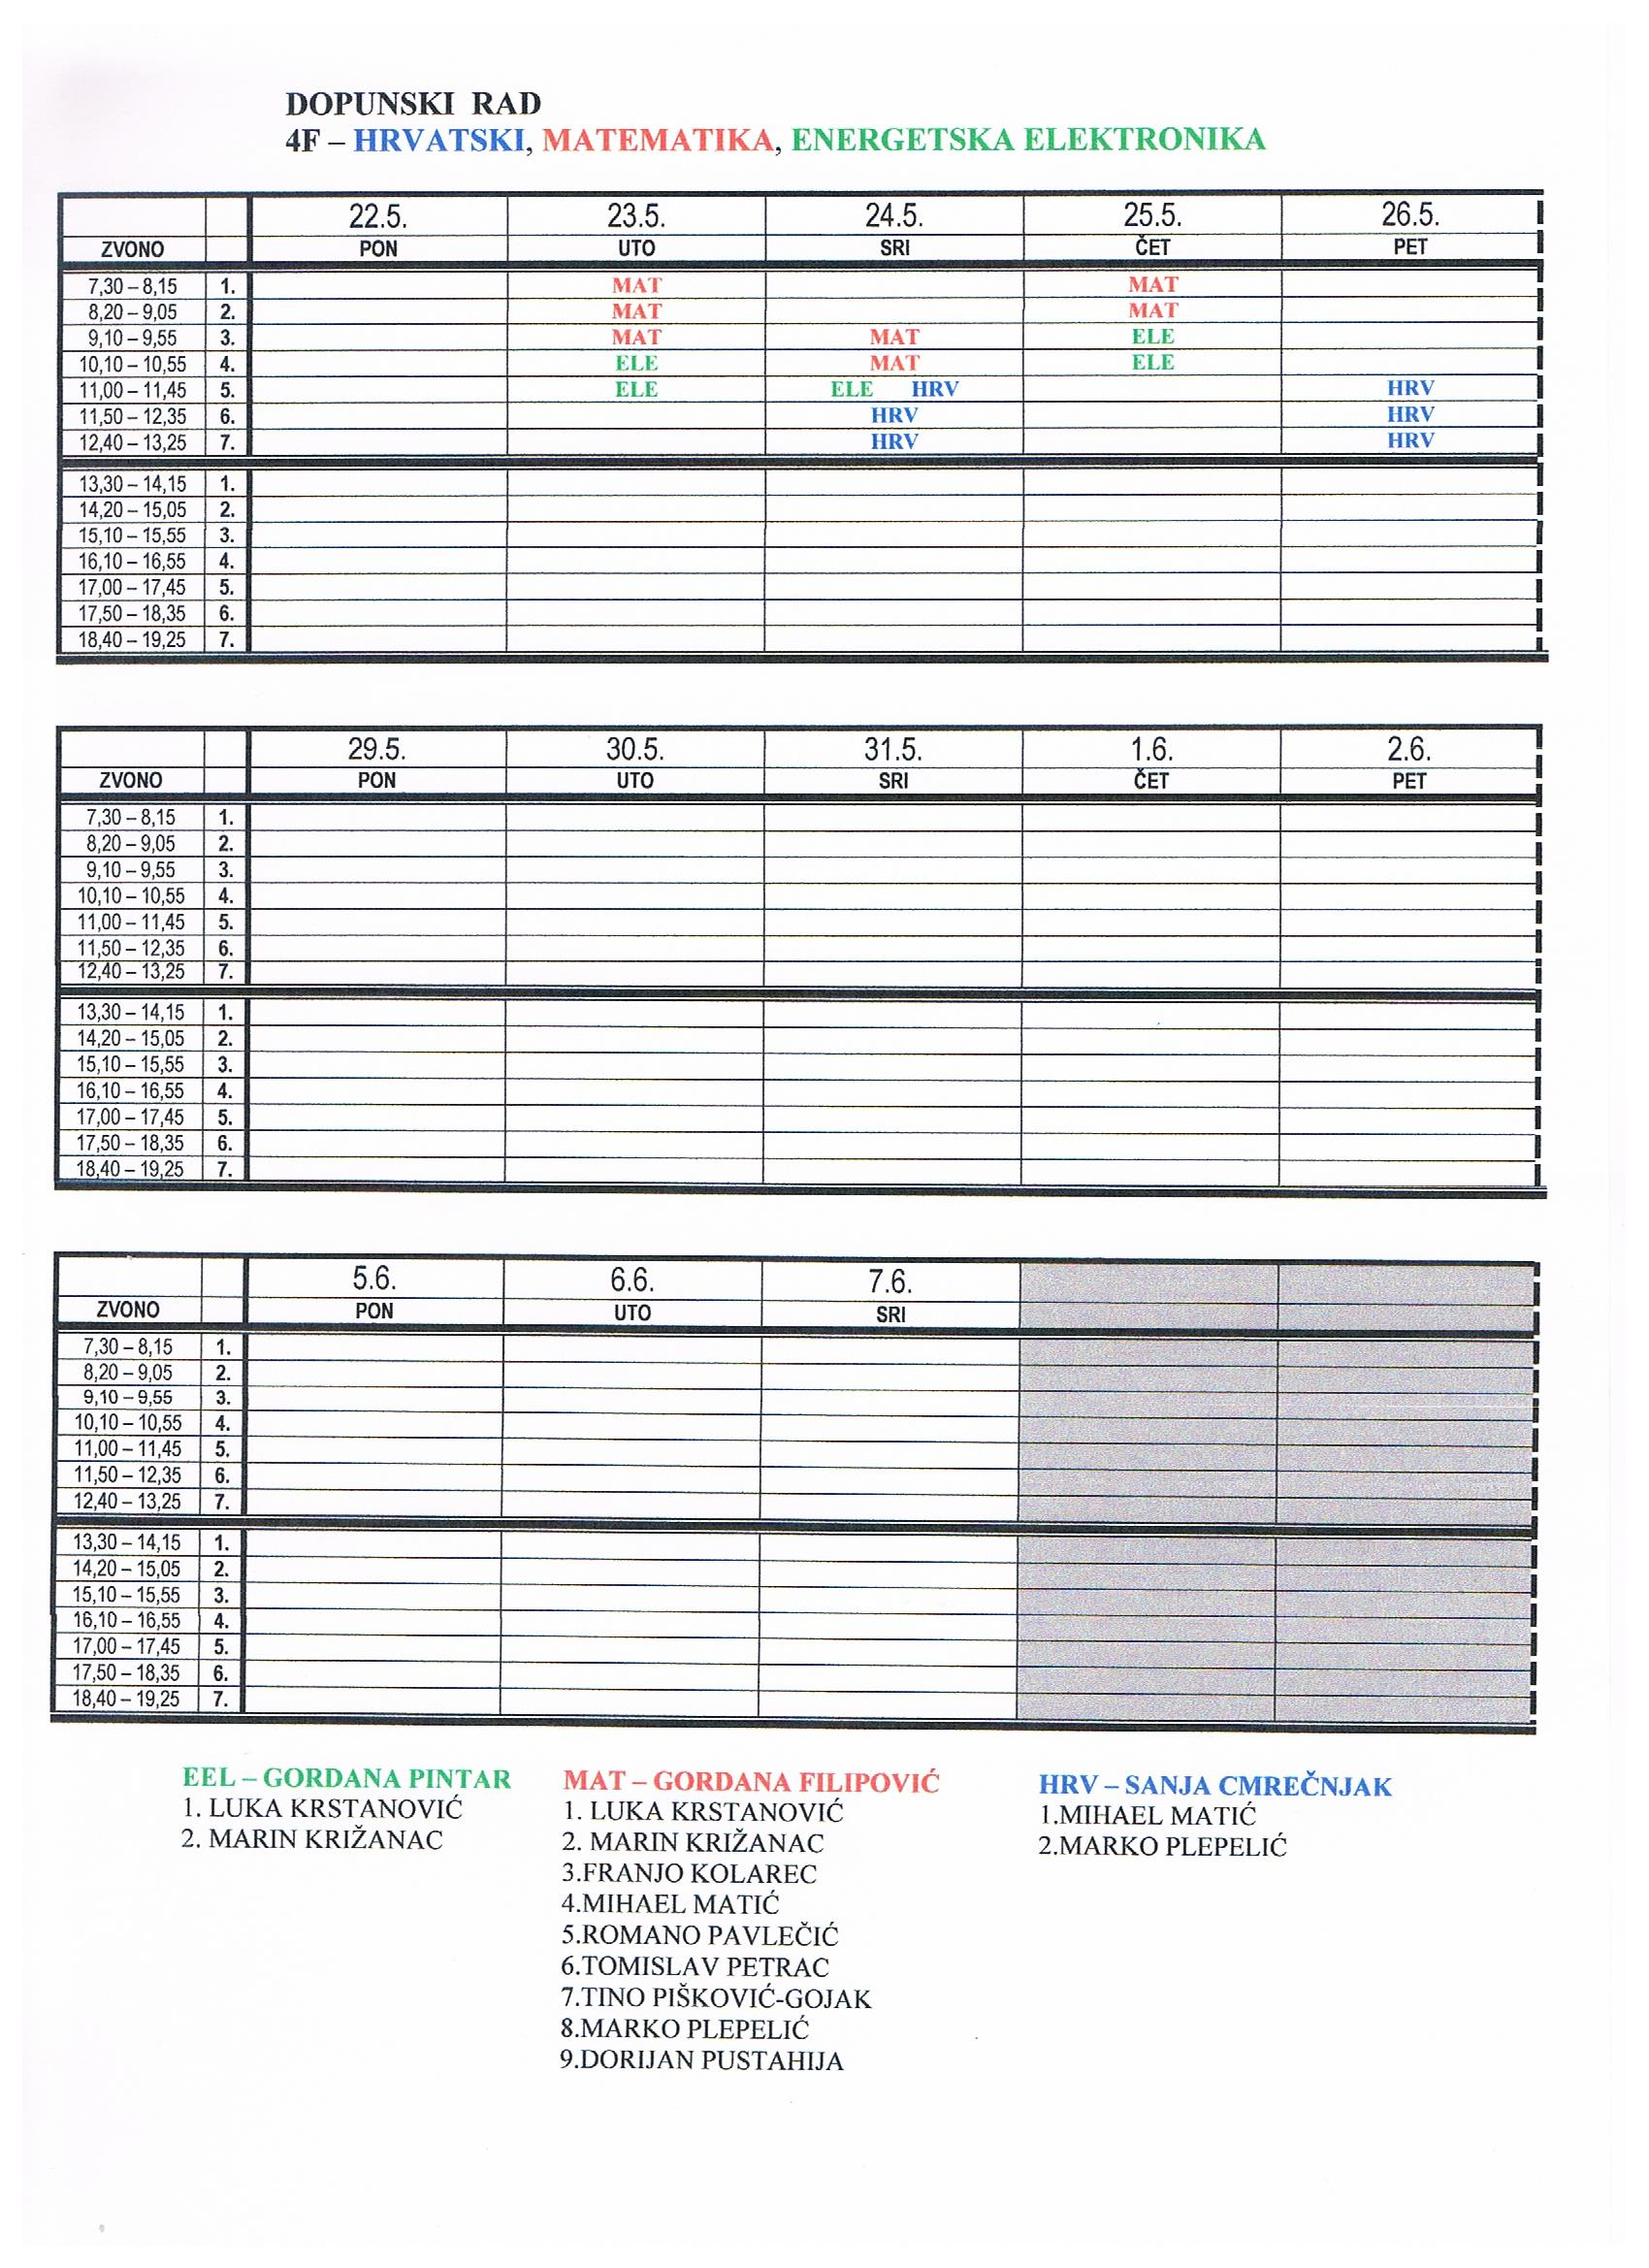 DOPUNSKI RAD
4F – HRVATSKI, MATEMATIKA, ENERGETSKA ELEKTRONIKA
22.5. 23.5. 24.5. 25.5. 26.5.
ZVONO PON UTO SRI ČET PET
7,30 – 8,15 1. MAT MAT
8,20 – 9,05 2. MAT MAT
9,10 – 9,55 3. MAT MAT ELE
10,10 – 10,55 4. ELE MAT ELE
11,00 – 11,45 5. ELE ELE HRV HRV
11,50 – 12,35 6. HRV HRV
12,40 – 13,25 7. HRV HRV
13,30 – 14,15 1.
14,20 – 15,05 2.
15,10 – 15,55 3.
16,10 – 16,55 4.
17,00 – 17,45 5.
17,50 – 18,35 6.
18,40 – 19,25 7.
29.5. 30.5. 31.5. 1.6. 2.6.
ZVONO PON UTO SRI ČET PET
7,30 – 8,15 1.
8,20 – 9,05 2.
9,10 – 9,55 3.
10,10 – 10,55 4.
11,00 – 11,45 5.
11,50 – 12,35 6.
12,40 – 13,25 7.
13,30 – 14,15 1.
14,20 – 15,05 2.
15,10 – 15,55 3.
16,10 – 16,55 4.
17,00 – 17,45 5.
17,50 – 18,35 6.
18,40 – 19,25 7.
5.6. 6.6. 7.6.
ZVONO PON UTO SRI
7,30 – 8,15 1.
8,20 – 9,05 2.
9,10 – 9,55 3.
10,10 – 10,55 4.
11,00 – 11,45 5.
11,50 – 12,35 6.
12,40 – 13,25 7.
13,30 – 14,15 1.
14,20 – 15,05 2.
15,10 – 15,55 3.
16,10 – 16,55 4.
17,00 – 17,45 5.
17,50 – 18,35 6.
18,40 – 19,25 7.
EEL – GORDANA PINTAR
1. LUKA KRSTANOVIĆ
2. MARIN KRIŽANAC
MAT – GORDANA FILIPOVIĆ
1. LUKA KRSTANOVIĆ
2. MARIN KRIŽANAC
3.FRANJO KOLAREC
4.MIHAEL MATIĆ
5.ROMANO PAVLEČIĆ
6.TOMISLAV PETRAC
7.TINO PIŠKOVIĆ-GOJAK
8.MARKO PLEPELIĆ
9.DORIJAN PUSTAHIJA
HRV – SANJA CMREČNJAK
1.MIHAEL MATIĆ
2.MARKO PLEPELIĆ